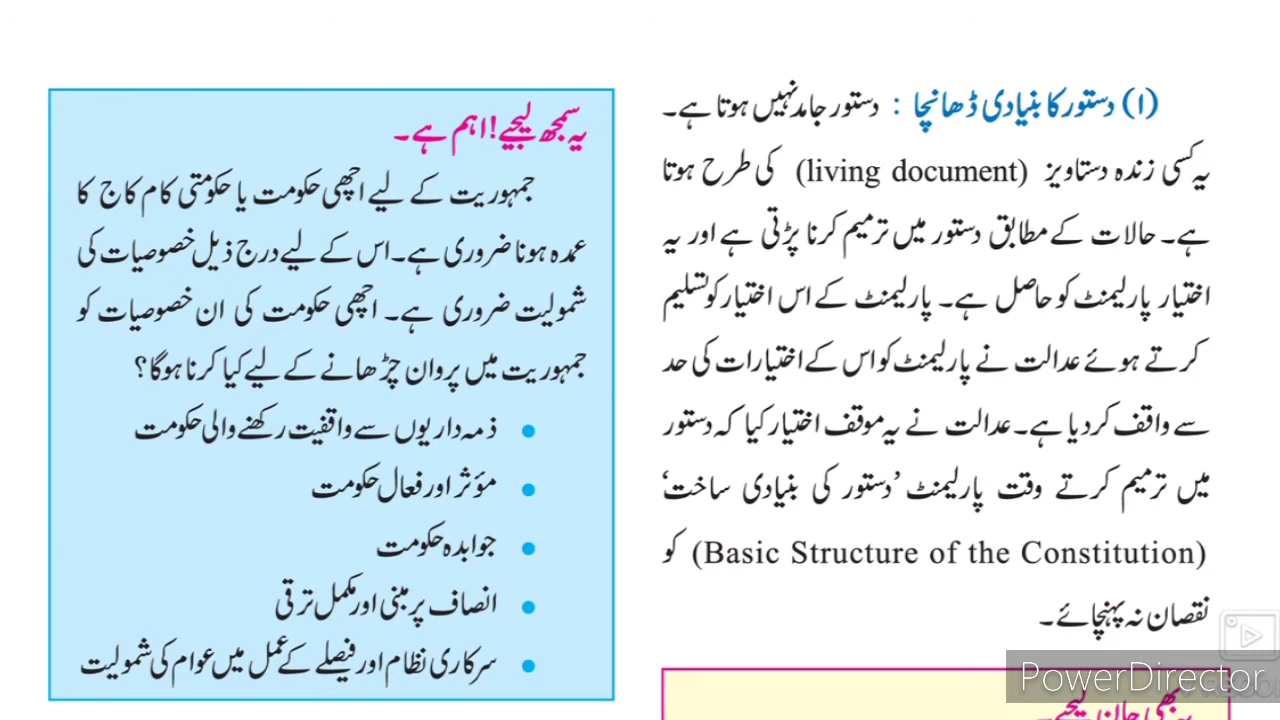 (۱) دستور کا بنیادی ڈھانچا : دستور جامد نہیں ہوتا ہے۔
یہ کسی زندہ دستاویز (living document) کی طرح ہوتا
ہے۔ حالات کے مطابق دستور میں ترمیم کرنا پڑتی ہے اور یہ
اختیار پارلیمنٹ کو حاصل ہے۔ پارلیمنٹ کے اس اختیار کو تسلیم
کرتے ہوئے عدالت نے پارلیمنٹ کو اس کے اختیارات کی حد
سے واقف کر دیا ہے۔ عدالت نے یہ موقف اختیار کیا کہ دستور
میں ترمیم کرتے وقت پارلیمنٹ ’دستور کی بنیادی ساخت‘
(Basic Structure of the Constitution) کو
نقصان نہ پہنچائے۔
یہ بھی جان لیجیے
یہ سمجھ لیجیے! اہم ہے۔
جمہوریت کے لیے اچھی حکومت یا حکومتی کام کاج کا
عمدہ ہونا ضروری ہے۔ اس کے لیے درج ذیل خصوصیات کی
شمولیت ضروری ہے۔ اچھی حکومت کی ان خصوصیات کو
جمہوریت میں پروان چڑھانے کے لیے کیا کرنا ہوگا؟
• ذمہ داریوں سے واقفیت رکھنے والی حکومت
• مؤثر اور فعال حکومت
• جوابدہ حکومت
• انصاف پر مبنی اور مکمل ترقی
• سرکاری نظام اور فیصلے کے عمل میں عوام کی شمولیت
PowerDirector